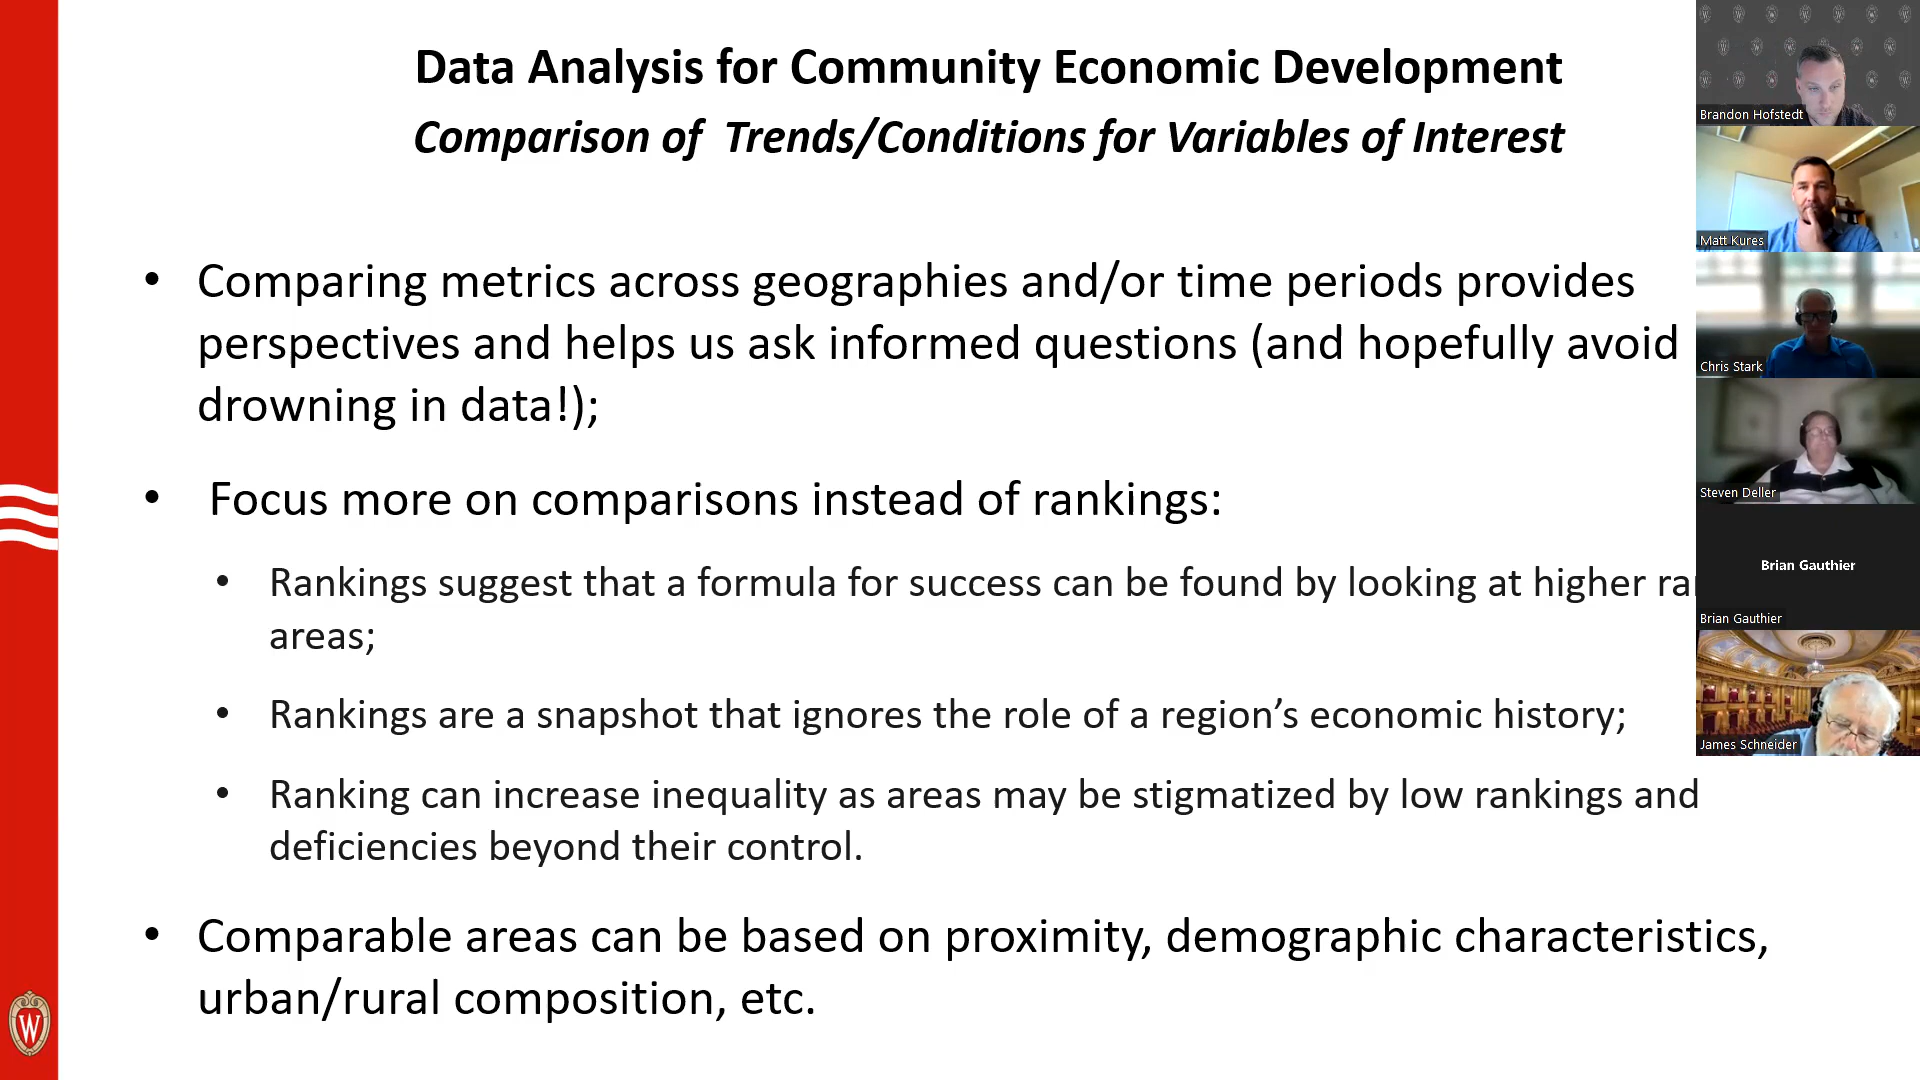 Data Analysis for Community Economic Development
Comparison of Trends/Conditions for Variables of Interest
• Comparing metrics across geographies and/or time periods provides
perspectives and helps us ask informed questions (and hopefully avoid
drowning in data!);
• Focus more on comparisons instead of rankings:
• Rankings suggest that a formula for success can be found by looking at higher
areas;
• Rankings are a snapshot that ignores the role of a region’s economic history;
• Ranking can increase inequality as areas may be stigmatized by low rankings and
deficiencies beyond their control.
• Comparable areas can be based on proximity, demographic characteristics,
urban/rural composition, etc.
W
Brandon Hofstedt
Matt Kures
Chris Stark
Steven Deller
Brian Gauthier
Brian Gauthier
James Schneider